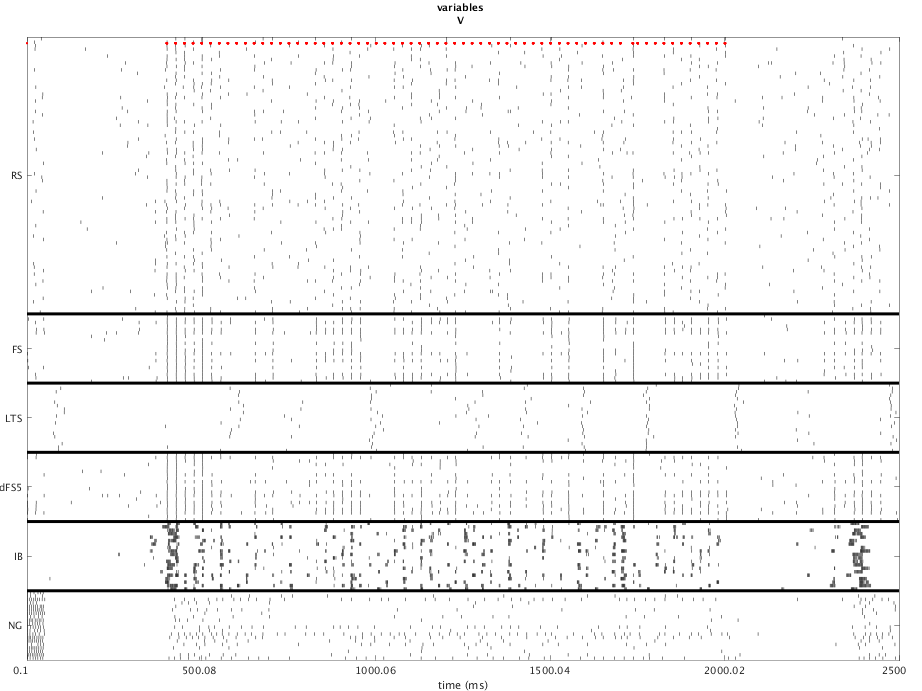 variables
V
RS
FS
LTS
dFS5
IB
NG
0.1
500.08
1000.06
1500.04
2000.02
2500
time (ms)